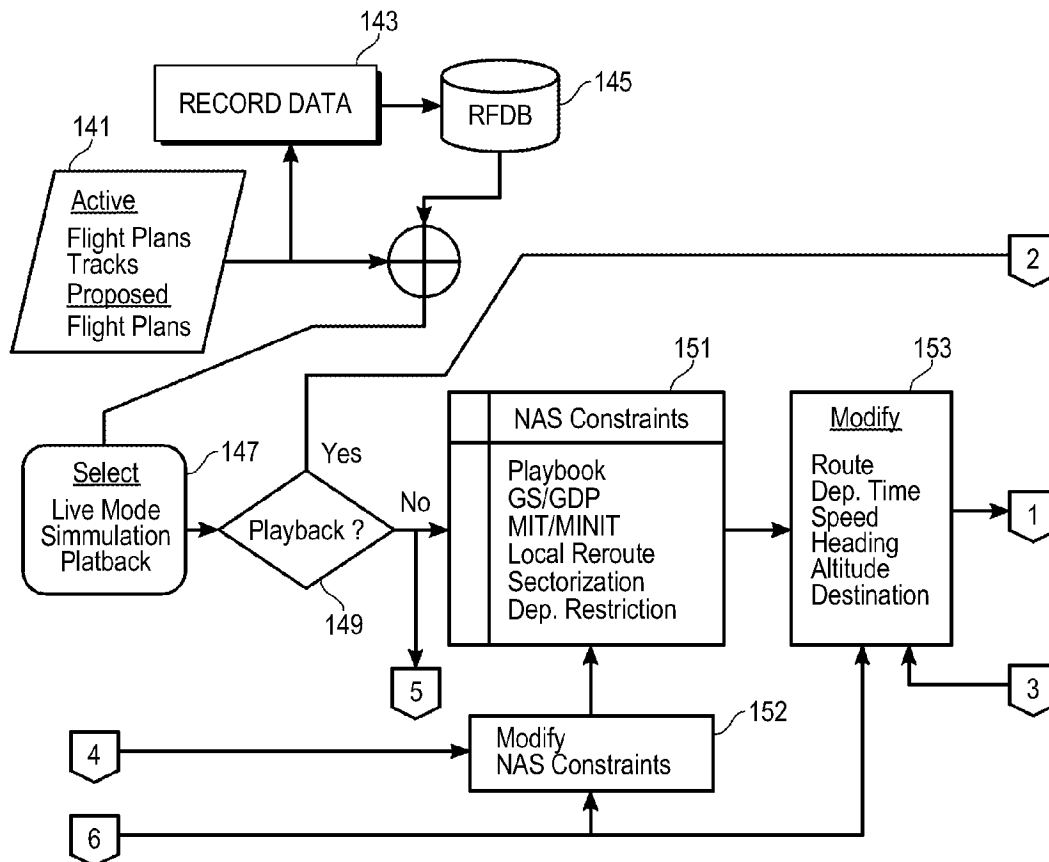 143
RECORD DATA
RFDB
145
141
Active
Flight Plans
Tracks
Proposed
Flight Plans
2
151
153
147
Select
Live Mode
Simmulation
Platback
Yes
Playback ?
No
149
NAS Constraints
Playbook
GS/GDP
MIT/MINIT
Local Reroute
Sectorization
Dep. Restriction
Modify
Route
Dep. Time
Speed
Heading
Altitude
Destination
1
5
3
152
4
Modify
NAS Constraints
6